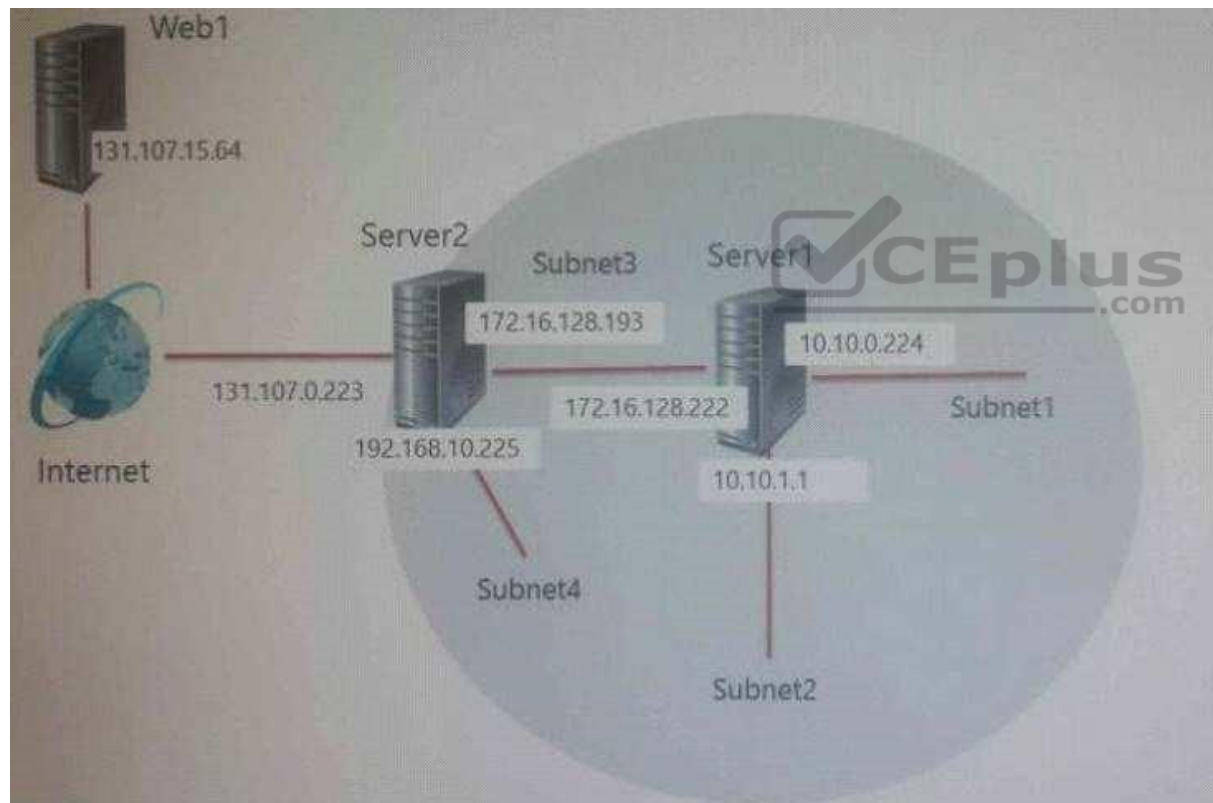 Web1
131.107.15.64
Server2
Subnet3
Server1
CEplus
.com
172.16.128.193
10.10.0.224
131.107.0.223
172.16.128.222
Subnet1
192.168.10.225
Internet
10.10.1.1
Subnet4
Subnet2